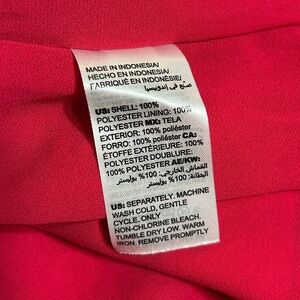 MADE IN INDONESIA/
HECHO EN INDONESIA/
FABRIQUÉ EN INDONÉSIE/
صنع في إندونيسيا
US: SHELL: 100%
POLYESTER LINING: 100%
POLYESTER MX: TELA
EXTERIOR: 100% poliéster
FORRO: 100% poliéster CA:
ÉTOFFE EXTÉRIEURE: 100%
POLYESTER DOUBLURE:
100% POLYESTER AE/KW:
القماش الخارجي: 100% بوليستر
البطانة: 100% بوليستر
US: SEPARATELY, MACHINE
WASH COLD, GENTLE
CYCLE. ONLY
NON-CHLORINE BLEACH.
TUMBLE DRY LOW. WARM
IRON. REMOVE PROMPTLY